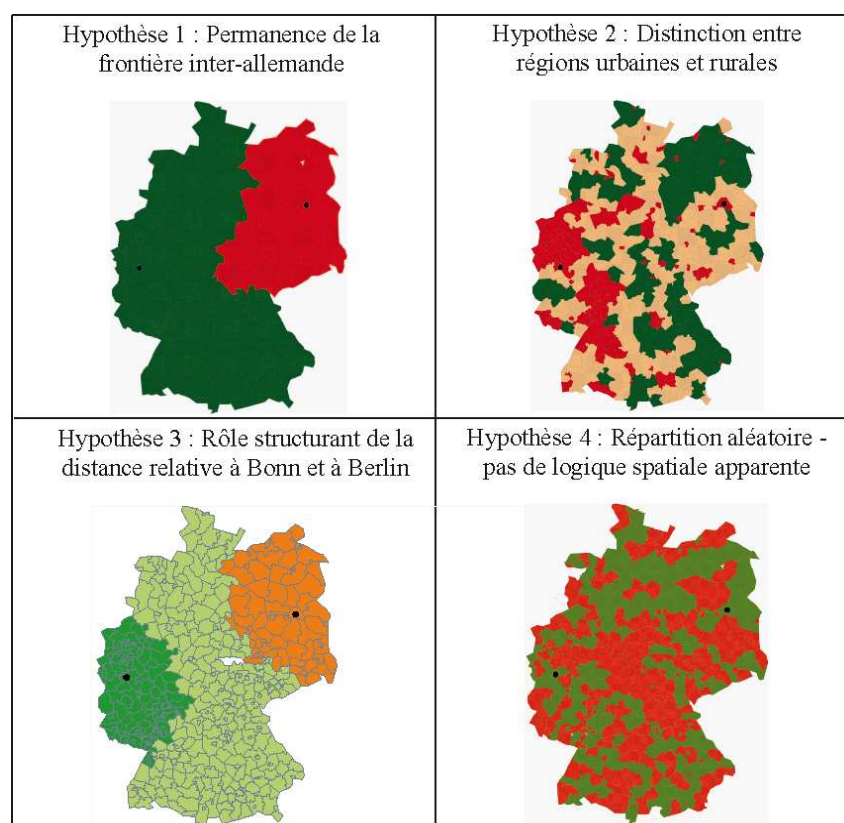 Hypothèse 1 : Permanence de la
frontière inter-allemande
Hypothèse 2 : Distinction entre
régions urbaines et rurales
Hypothèse 3 : Rôle structurant de la
distance relative à Bonn et à Berlin
Hypothèse 4 : Répartition aléatoire -
pas de logique spatiale apparente